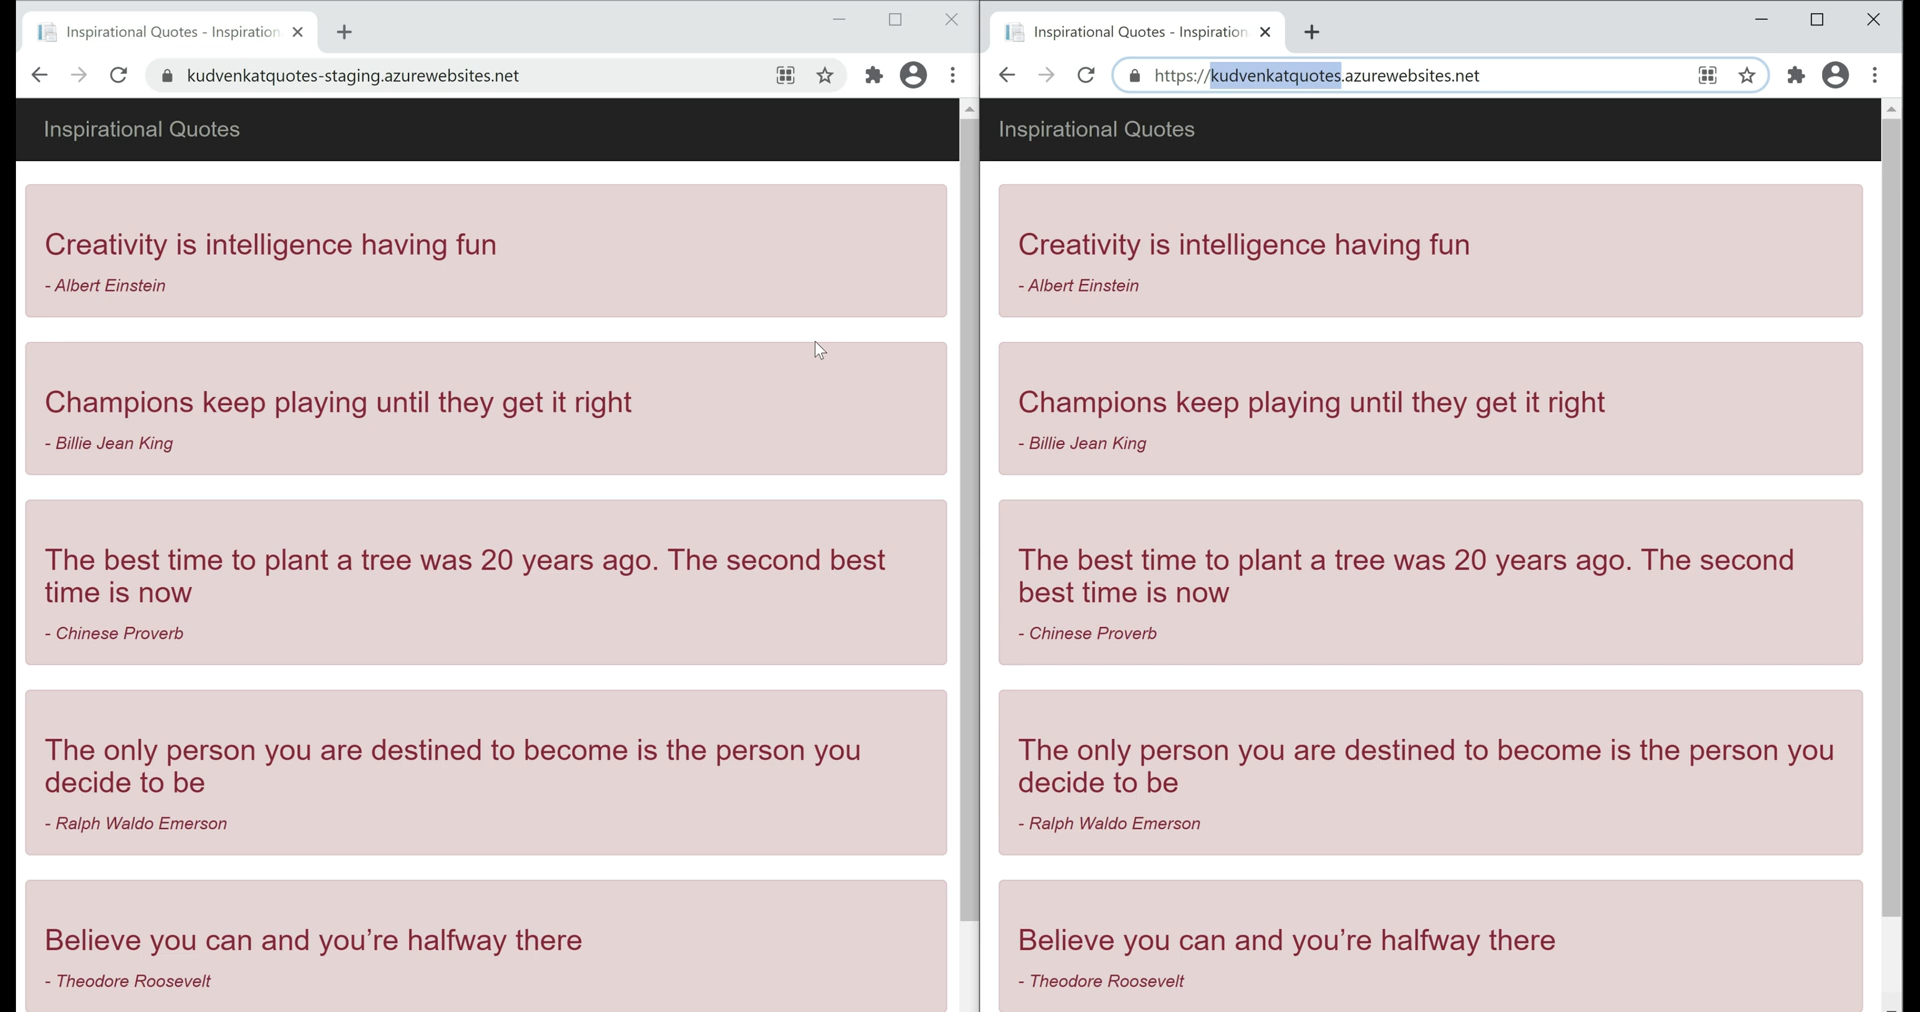 Inspirational Quotes - Inspiration
kudvenkatquotes-staging.azurewebsites.net
Inspirational Quotes
Creativity is intelligence having fun
- Albert Einstein
Champions keep playing until they get it right
- Billie Jean King
The best time to plant a tree was 20 years ago. The second best
time is now
- Chinese Proverb
The only person you are destined to become is the person you
decide to be
- Ralph Waldo Emerson
Believe you can and you’re halfway there
- Theodore Roosevelt
Inspirational Quotes - Inspiration
https://kudvenkatquotes.azurewebsites.net
Inspirational Quotes
Creativity is intelligence having fun
- Albert Einstein
Champions keep playing until they get it right
- Billie Jean King
The best time to plant a tree was 20 years ago. The second
best time is now
- Chinese Proverb
The only person you are destined to become is the person you
decide to be
- Ralph Waldo Emerson
Believe you can and you’re halfway there
- Theodore Roosevelt